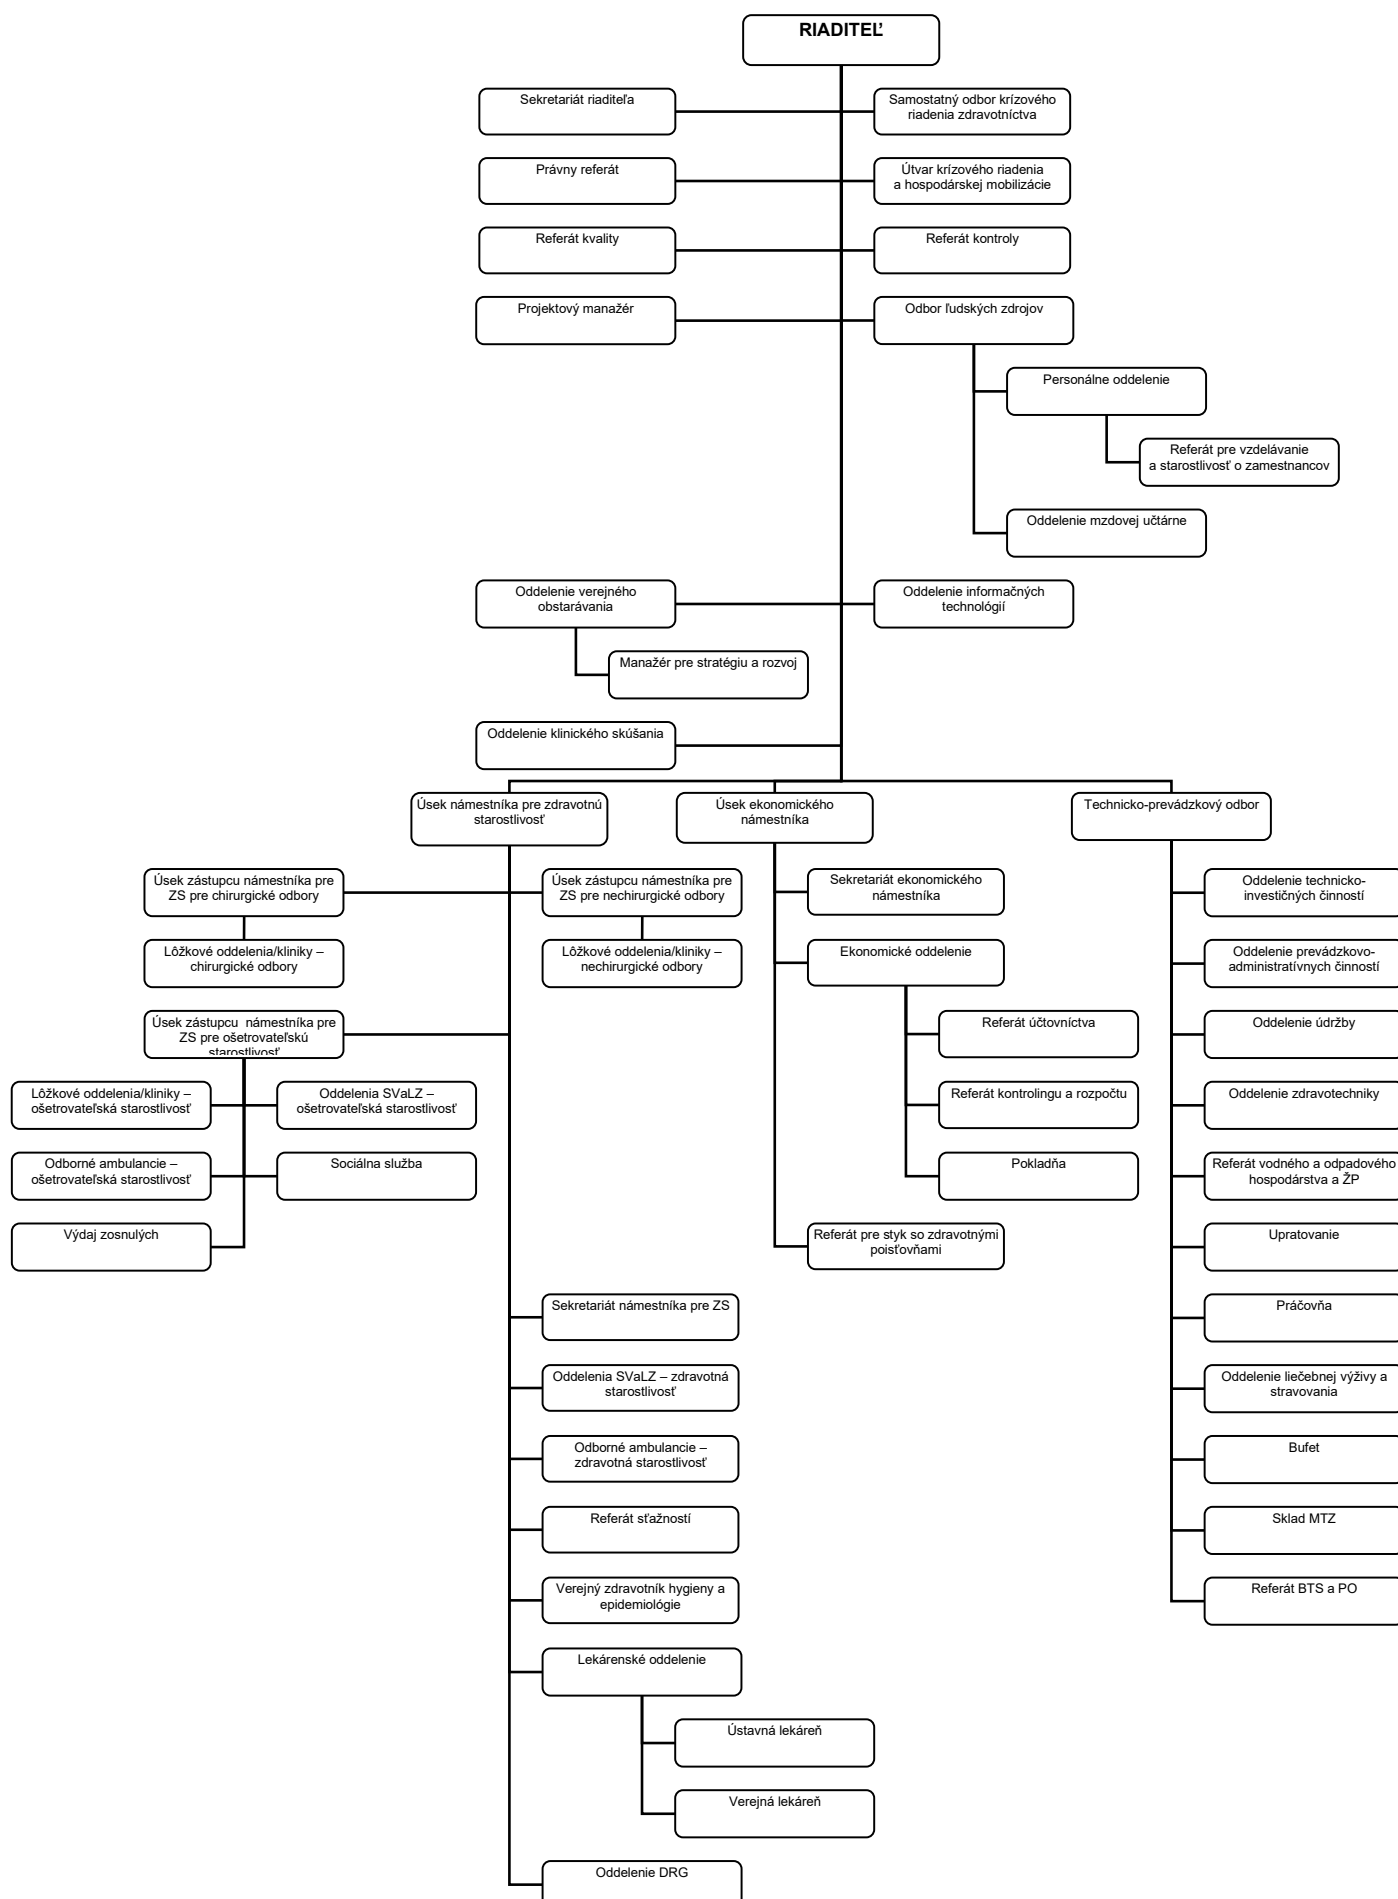 RIADITEĽ
Sekretariát riaditeľa
Samostatný odbor krízového
riadenia zdravotníctva
Právny referát
Útvar krízového riadenia
a hospodárskej mobilizácie
Referát kvality
Referát kontroly
Projektový manažér
Odbor ľudských zdrojov
Personálne oddelenie
Referát pre vzdelávanie
a starostlivosť o zamestnancov
Oddelenie mzdovej učtárne
Oddelenie verejného
obstarávania
Oddelenie informačných
technológií
Manažér pre stratégiu a rozvoj
Oddelenie klinického skúšania
Úsek námestníka pre zdravotnú
starostlivosť
Úsek ekonomického
námestníka
Technicko-prevádzkový odbor
Úsek zástupcu námestníka pre
ZS pre chirurgické odbory
Úsek zástupcu námestníka pre
ZS pre nechirurgické odbory
Sekretariát ekonomického
námestníka
Oddelenie technicko-
investičných činností
Lôžkové oddelenia/kliniky –
chirurgické odbory
Lôžkové oddelenia/kliniky –
nechirurgické odbory
Ekonomické oddelenie
Oddelenie prevádzkovo-
administratívnych činností
Úsek zástupcu  námestníka pre
ZS pre ošetrovateľskú
starostlivosť
Referát účtovníctva
Oddelenie údržby
Lôžkové oddelenia/kliniky –
ošetrovateľská starostlivosť
Oddelenia SVaLZ –
ošetrovateľská starostlivosť
Referát kontrolingu a rozpočtu
Oddelenie zdravotechniky
Odborné ambulancie –
ošetrovateľská starostlivosť
Sociálna služba
Pokladňa
Referát vodného a odpadového
hospodárstva a ŽP
Výdaj zosnulých
Referát pre styk so zdravotnými
poisťovňami
Upratovanie
Sekretariát námestníka pre ZS
Práčovňa
Oddelenia SVaLZ – zdravotná
starostlivosť
Oddelenie liečebnej výživy a
stravovania
Odborné ambulancie –
zdravotná starostlivosť
Bufet
Referát sťažností
Sklad MTZ
Verejný zdravotník hygieny a
epidemiológie
Referát BTS a PO
Lekárenské oddelenie
Ústavná lekáreň
Verejná lekáreň
Oddelenie DRG